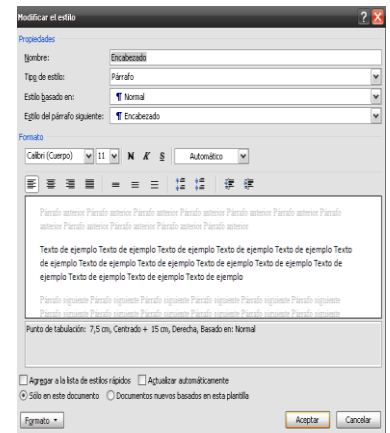 Modificar el estilo
Propiedades
Nombre: Encabezado
Tipo de estilo: Párrafo
Estilo basado en: ¶ Normal
Estilo del párrafo siguiente: ¶ Encabezado
Formato
Calibri (Cuerpo) 11 N K S Automático
Párrafo anterior Párrafo anterior Párrafo anterior Párrafo anterior Párrafo anterior Párrafo
anterior Párrafo anterior Párrafo anterior Párrafo anterior Párrafo anterior
Texto de ejemplo Texto de ejemplo Texto de ejemplo Texto de ejemplo Texto de ejemplo Texto
de ejemplo Texto de ejemplo Texto de ejemplo Texto de ejemplo Texto de ejemplo Texto de
ejemplo Texto de ejemplo Texto de ejemplo Texto de ejemplo
Párrafo siguiente Párrafo siguiente Párrafo siguiente Párrafo siguiente Párrafo siguiente
Párrafo siguiente Párrafo siguiente Párrafo siguiente Párrafo siguiente Párrafo siguiente
Punto de tabulación: 7,5 cm, Centrado + 15 cm, Derecha, Basado en: Normal
Agregar a la lista de estilos rápidos Actualizar automáticamente
Sólo en este documento Documentos nuevos basados en esta plantilla
Formato Aceptar Cancelar